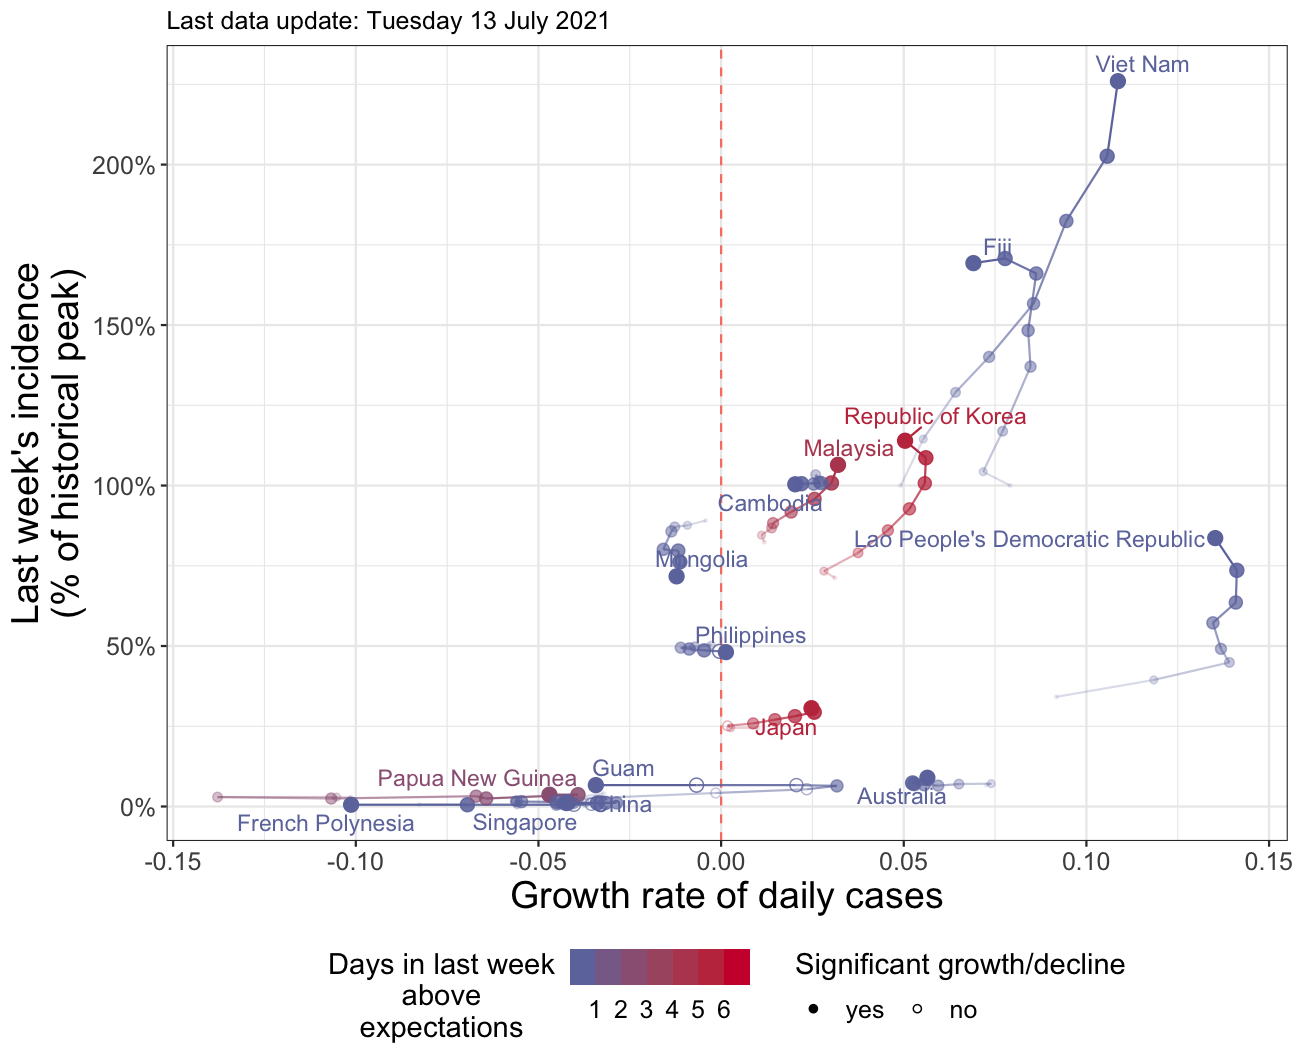 Last data update: Tuesday 13 July 2021
Last week's incidence
(% of historical peak)
200%
150%
100%
50%
0%
Viet Nam
Fiji
Republic of Korea
Malaysia
Cambodia
Lao People's Democratic Republic
Mongolia
Philippines
Japan
Guam
Papua New Guinea
Australia
China
French Polynesia
Singapore
-0.15 -0.10 -0.05 0.00 0.05 0.10 0.15
Growth rate of daily cases
Days in last week
above
expectations
1 2 3 4 5 6
Significant growth/decline
yes no